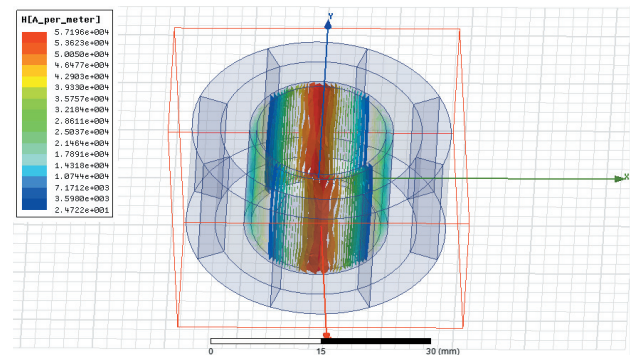 H[A_per_meter]
5.7196e+004
5.3623e+004
5.0050e+004
4.6477e+004
4.2903e+004
3.9330e+004
3.5757e+004
3.2184e+004
2.8611e+004
2.5037e+004
2.1464e+004
1.7891e+004
1.4318e+004
1.0744e+004
7.1712e+003
3.5980e+003
2.4722e+001
Y
X
0 15 30 (mm)